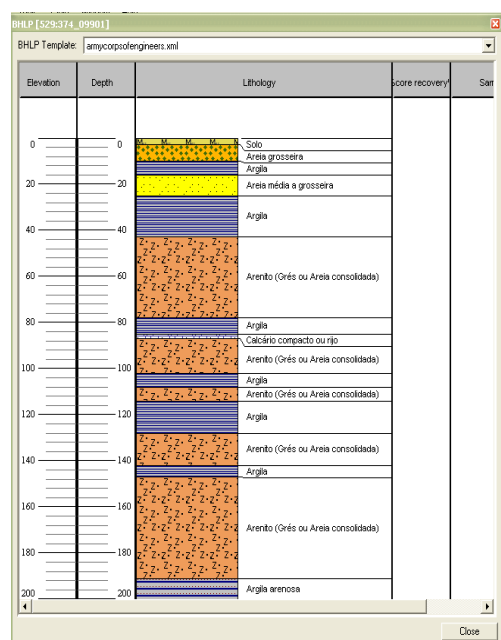 BHLP [529:374_09901]
BHLP Template: armycorpsofengineers.xml
Elevation Depth Lithology %core recovery' Sam
0 0 Solo
Areia grosseira
Argila
20 20 Areia média a grosseira
Argila
40 40
60 60 Arenito (Grés ou Areia consolidada)
80 80 Argila
Calcário compacto ou rijo
Arenito (Grés ou Areia consolidada)
100 100
Argila
Arenito (Grés ou Areia consolidada)
120 120 Argila
Arenito (Grés ou Areia consolidada)
140 140
Argila
160 160
Arenito (Grés ou Areia consolidada)
180 180
Argila arenosa
200 200
Close